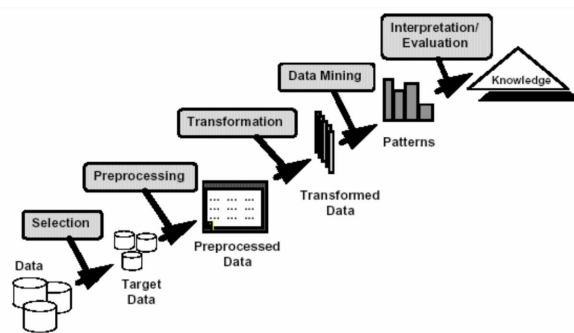 Interpretation/
Evaluation
Data Mining
Knowledge
Transformation
Patterns
Preprocessing
Transformed
Data
Selection
Preprocessed
Data
Data
Target
Data